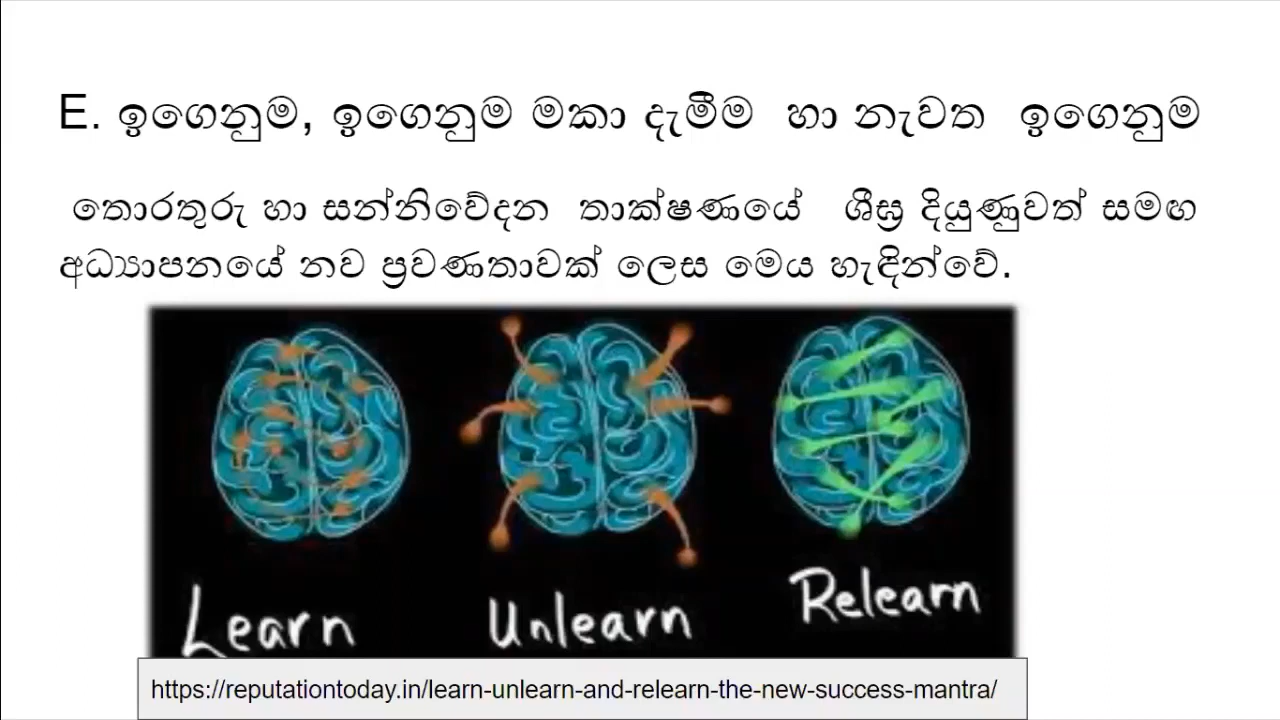 E. ඉගෙනුම, ඉගෙනුම මකා දැමීම හා නැවත ඉගෙනුම
තොරතුරු හා සන්නිවේදන තාක්ෂණයේ ශීඝ්‍ර දියුණුවත් සමඟ
අධ්‍යාපනයේ නව ප්‍රවණතාවක් ලෙස මෙය හැඳින්වේ.
Learn Unlearn Relearn
https://reputationtoday.in/learn-unlearn-and-relearn-the-new-success-mantra/